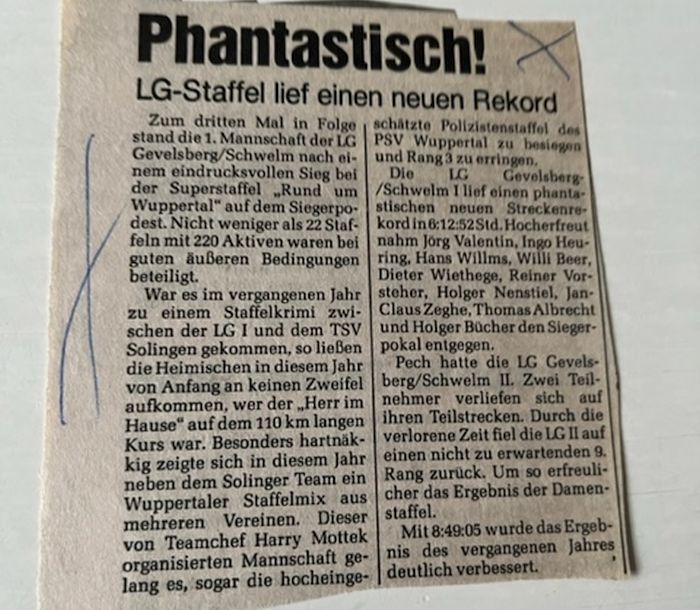 Phantastisch!
LG-Staffel lief einen neuen Rekord
Zum dritten Mal in Folge
stand die 1. Mannschaft der LG
Gevelsberg/Schwelm nach ei-
nem eindrucksvollen Sieg bei
der Superstaffel „Rund um
Wuppertal“ auf dem Siegerpo-
dest. Nicht weniger als 22 Staf-
feln mit 220 Aktiven waren bei
guten äußeren Bedingungen
beteiligt.
War es im vergangenen Jahr
zu einem Staffelkrimi zwi-
schen der LG I und dem TSV
Solingen gekommen, so ließen
die Heimischen in diesem Jahr
von Anfang an keinen Zweifel
aufkommen, wer der „Herr im
Hause“ auf dem 110 km langen
Kurs war. Besonders hartnäk-
kig zeigte sich in diesem Jahr
neben dem Solinger Team ein
Wuppertaler Staffelmix aus
mehreren Vereinen. Dieser
von Teamchef Harry Mottek
organisierten Mannschaft ge-
lang es, sogar die hocheinge-
schätzte Polizistenstaffel des
PSV Wuppertal zu besiegen
und Rang 3 zu erringen.
Die LG Gevelsberg-
/Schwelm I lief einen phanta-
stischen neuen Streckenre-
kord in 6:12:52 Std. Hocherfreut
nahm Jörg Valentin, Ingo Heu-
ring, Hans Willms, Willi Beer,
Dieter Wiethege, Reiner Vor-
steher, Holger Nenstiel, Jan-
Claus Zeghe, Thomas Albrecht
und Holger Bücher den Sieger-
pokal entgegen.
Pech hatte die LG Gevels-
berg/Schwelm II. Zwei Teil-
nehmer verliefen sich auf
ihren Teilstrecken. Durch die
verlorene Zeit fiel die LG II auf
einen nicht zu erwartenden 9.
Rang zurück. Um so erfreuli-
cher das Ergebnis der Damen-
staffel.
Mit 8:49:05 wurde das Ergeb-
nis des vergangenen Jahres
deutlich verbessert.